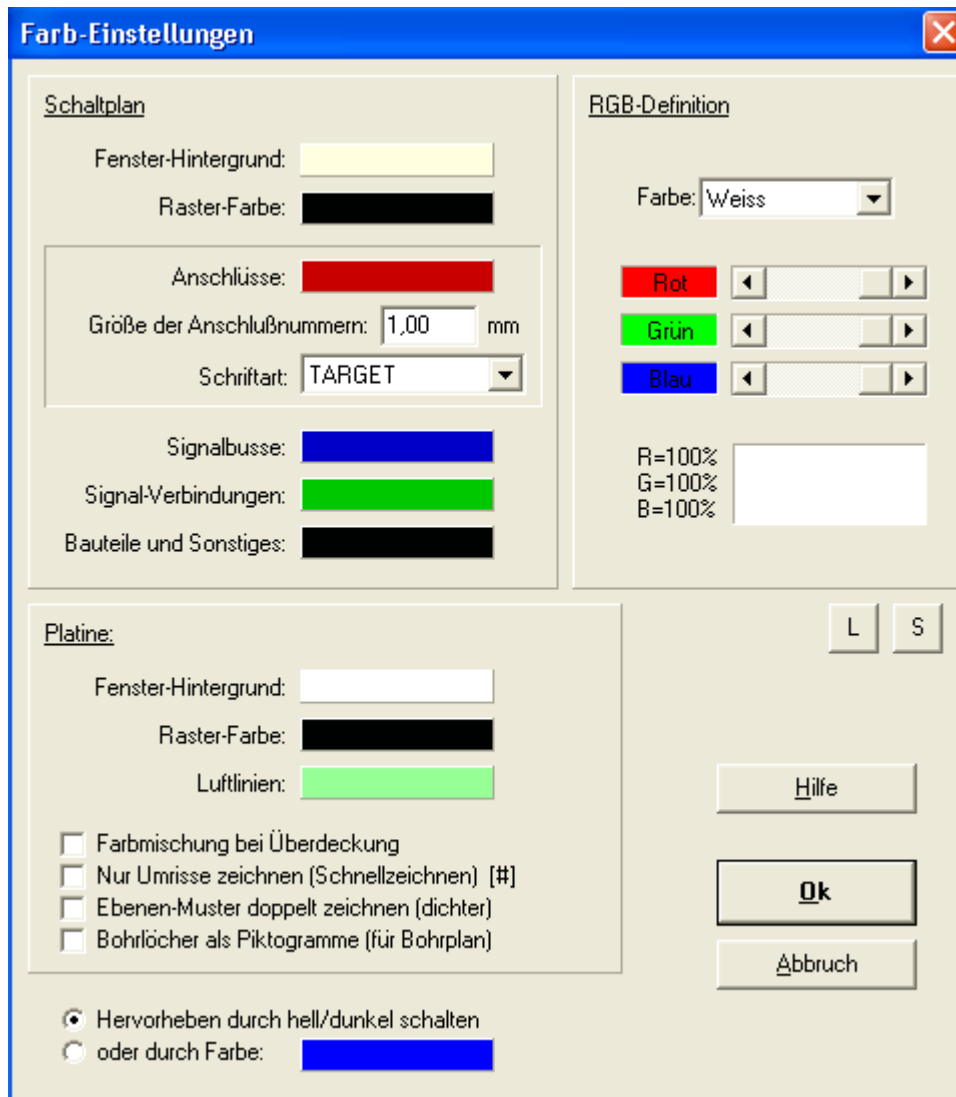 Farb-Einstellungen
Schaltplan
Fenster-Hintergrund:
Raster-Farbe:
Anschlüsse:
Größe der Anschlußnummern: 1,00 mm
Schriftart: TARGET
Signalbusse:
Signal-Verbindungen:
Bauteile und Sonstiges:
RGB-Definition
Farbe: Weiss
Rot
Grün
Blau
R=100%
G=100%
B=100%
L S
Platine:
Fenster-Hintergrund:
Raster-Farbe:
Luftlinien:
Farbmischung bei Überdeckung
Nur Umrisse zeichnen (Schnellzeichnen) [#]
Ebenen-Muster doppelt zeichnen (dichter)
Bohrlöcher als Piktogramme (für Bohrplan)
Hervorheben durch hell/dunkel schalten
oder durch Farbe:
Hilfe
Ok
Abbruch